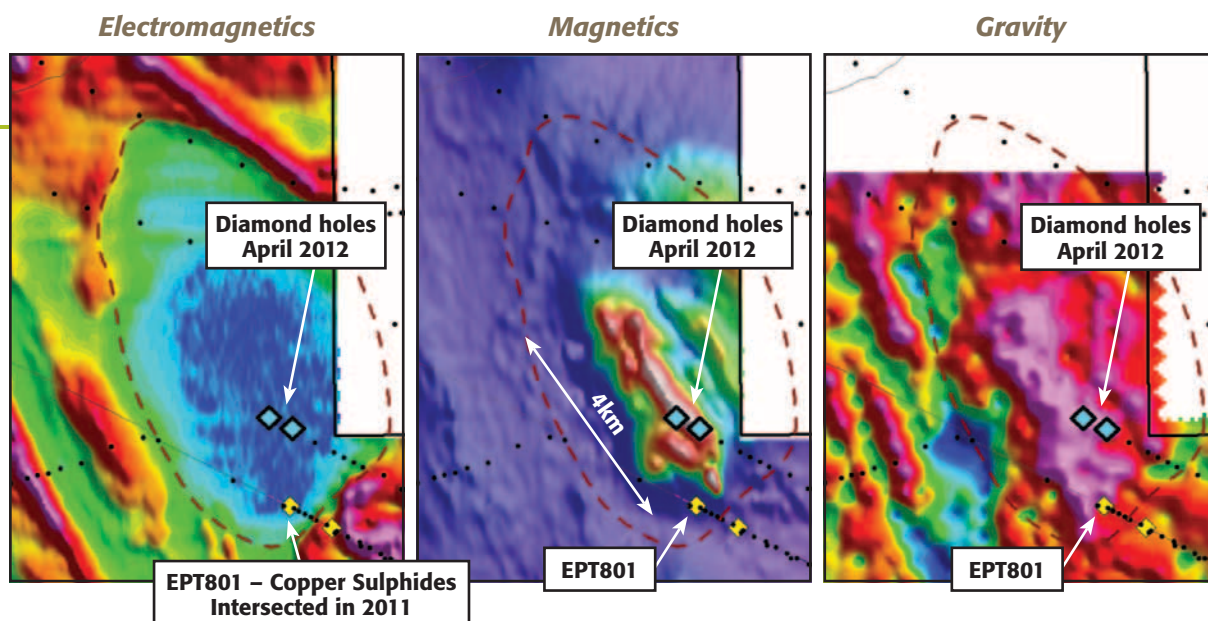 Electromagnetics
Magnetics
Gravity
Diamond holes
April 2012
Diamond holes
April 2012
Diamond holes
April 2012
4km
EPT801 – Copper Sulphides
Intersected in 2011
EPT801
EPT801